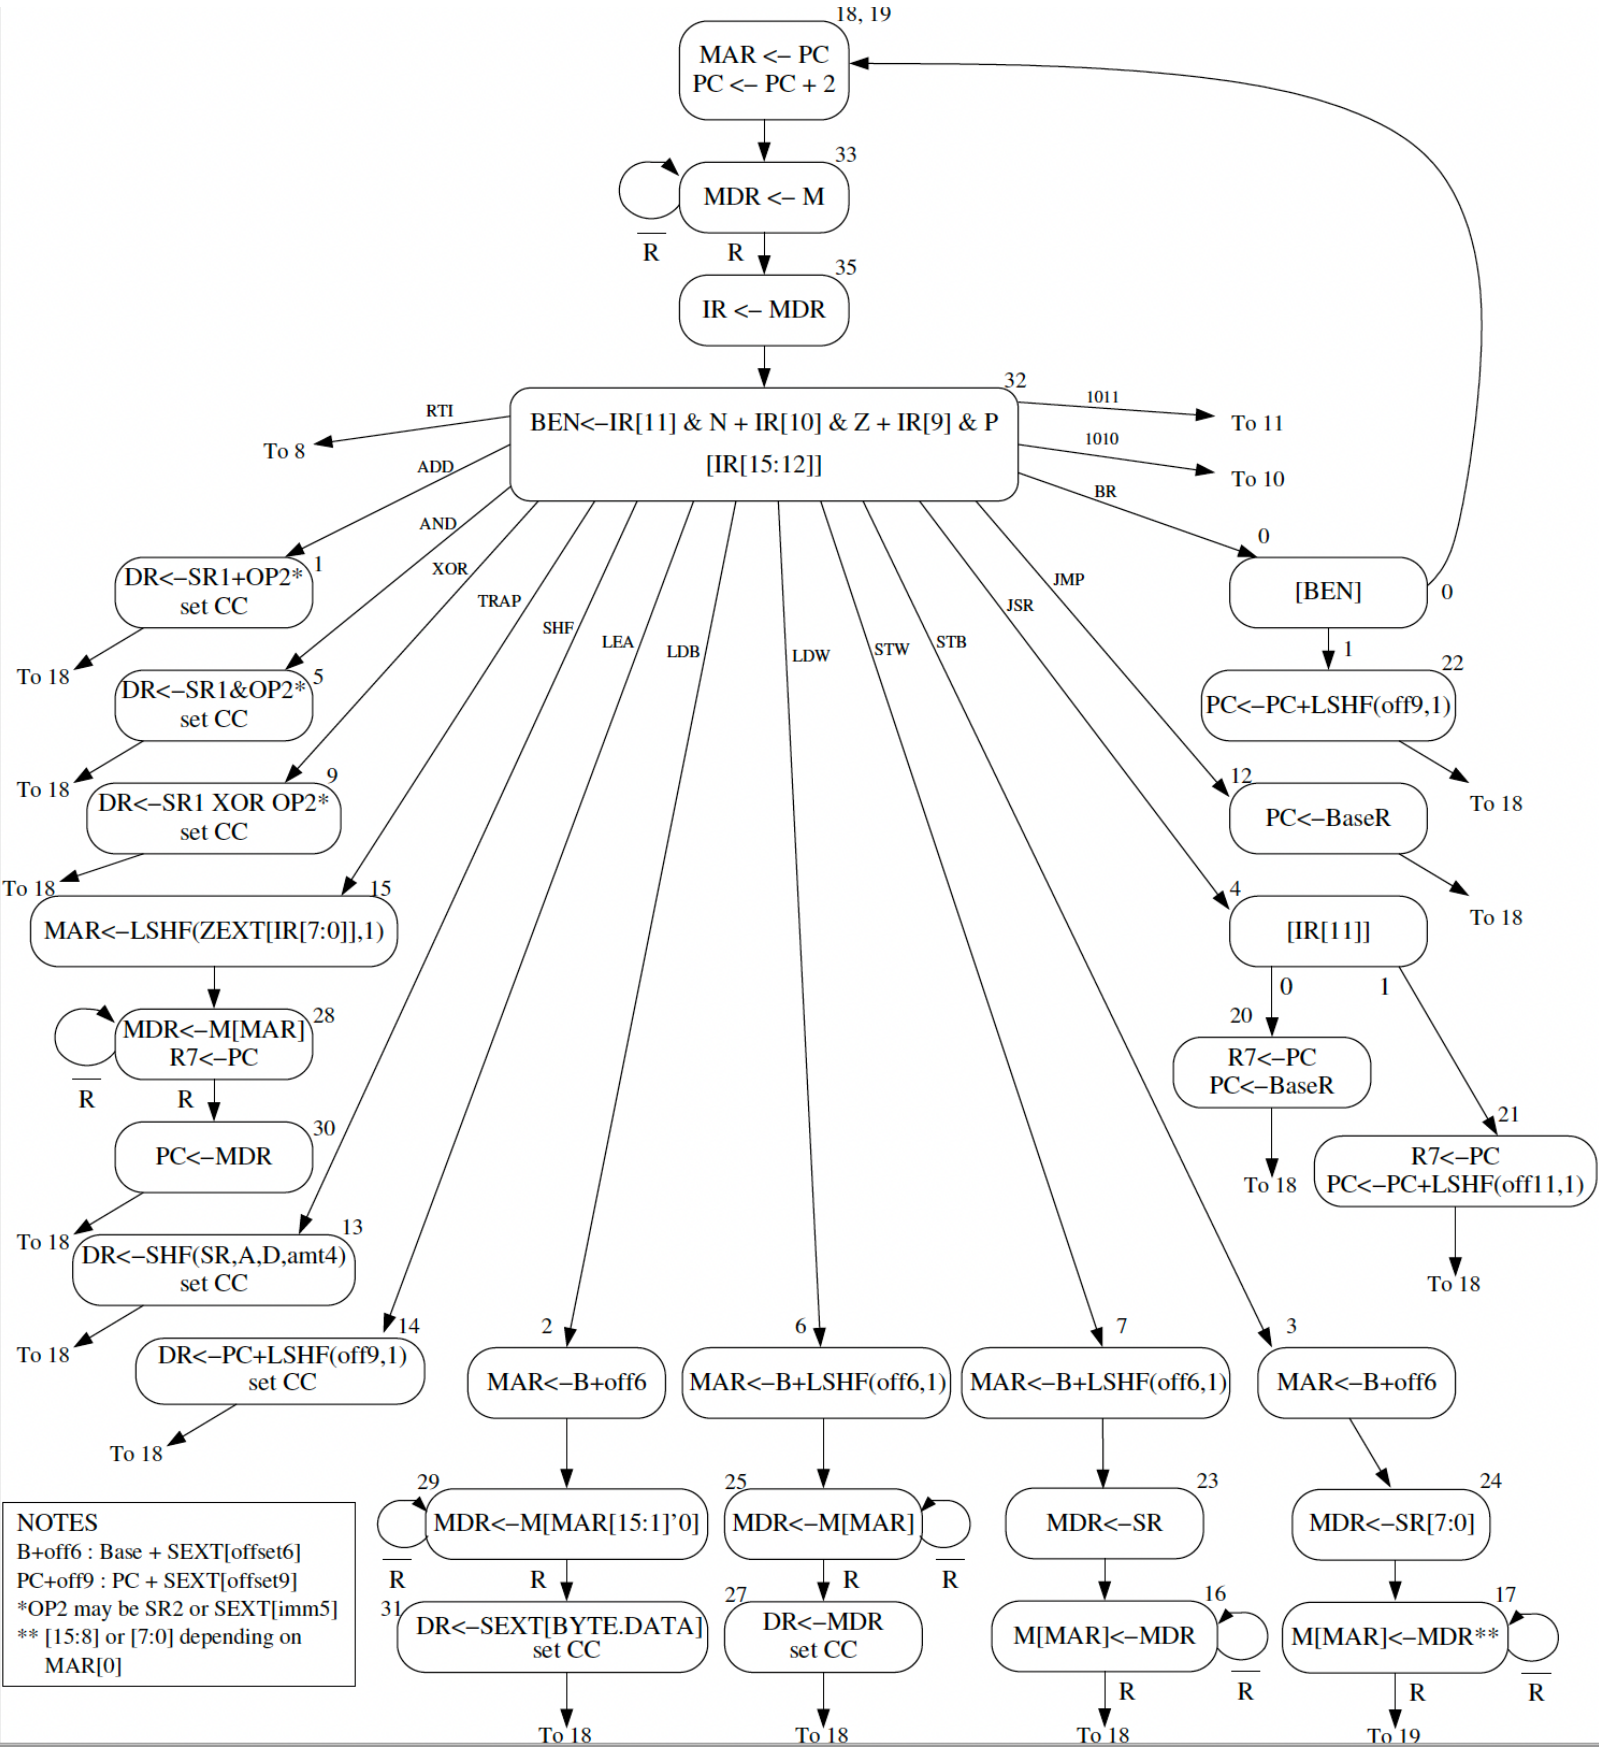 18, 19
MAR <– PC
PC <– PC + 2
33
MDR <– M
R
R
35
IR <– MDR
32
BEN<–IR[11] & N + IR[10] & Z + IR[9] & P
[IR[15:12]]
RTI
To 8
1011
To 11
1010
To 10
BR
ADD
AND
XOR
TRAP
SHF
LEA
LDB
LDW
STW
STB
JSR
JMP
0
[BEN]
0
1
22
PC<–PC+LSHF(off9,1)
To 18
12
PC<–BaseR
To 18
4
[IR[11]]
0
1
20
R7<–PC
PC<–BaseR
To 18
21
R7<–PC
PC<–PC+LSHF(off11,1)
To 18
1
DR<–SR1+OP2*
set CC
To 18
5
DR<–SR1&OP2*
set CC
To 18
9
DR<–SR1 XOR OP2*
set CC
To 18
15
MAR<–LSHF(ZEXT[IR[7:0]],1)
28
MDR<–M[MAR]
R7<–PC
R
R
30
PC<–MDR
To 18
13
DR<–SHF(SR,A,D,amt4)
set CC
To 18
14
DR<–PC+LSHF(off9,1)
set CC
To 18
2
MAR<–B+off6
29
MDR<–M[MAR[15:1]’0]
R
R
31
DR<–SEXT[BYTE.DATA]
set CC
To 18
6
MAR<–B+LSHF(off6,1)
25
MDR<–M[MAR]
R
R
27
DR<–MDR
set CC
To 18
7
MAR<–B+LSHF(off6,1)
23
MDR<–SR
16
M[MAR]<–MDR
R
R
To 18
3
MAR<–B+off6
24
MDR<–SR[7:0]
17
M[MAR]<–MDR**
R
R
To 19
NOTES
B+off6 : Base + SEXT[offset6]
PC+off9 : PC + SEXT[offset9]
*OP2 may be SR2 or SEXT[imm5]
** [15:8] or [7:0] depending on
MAR[0]